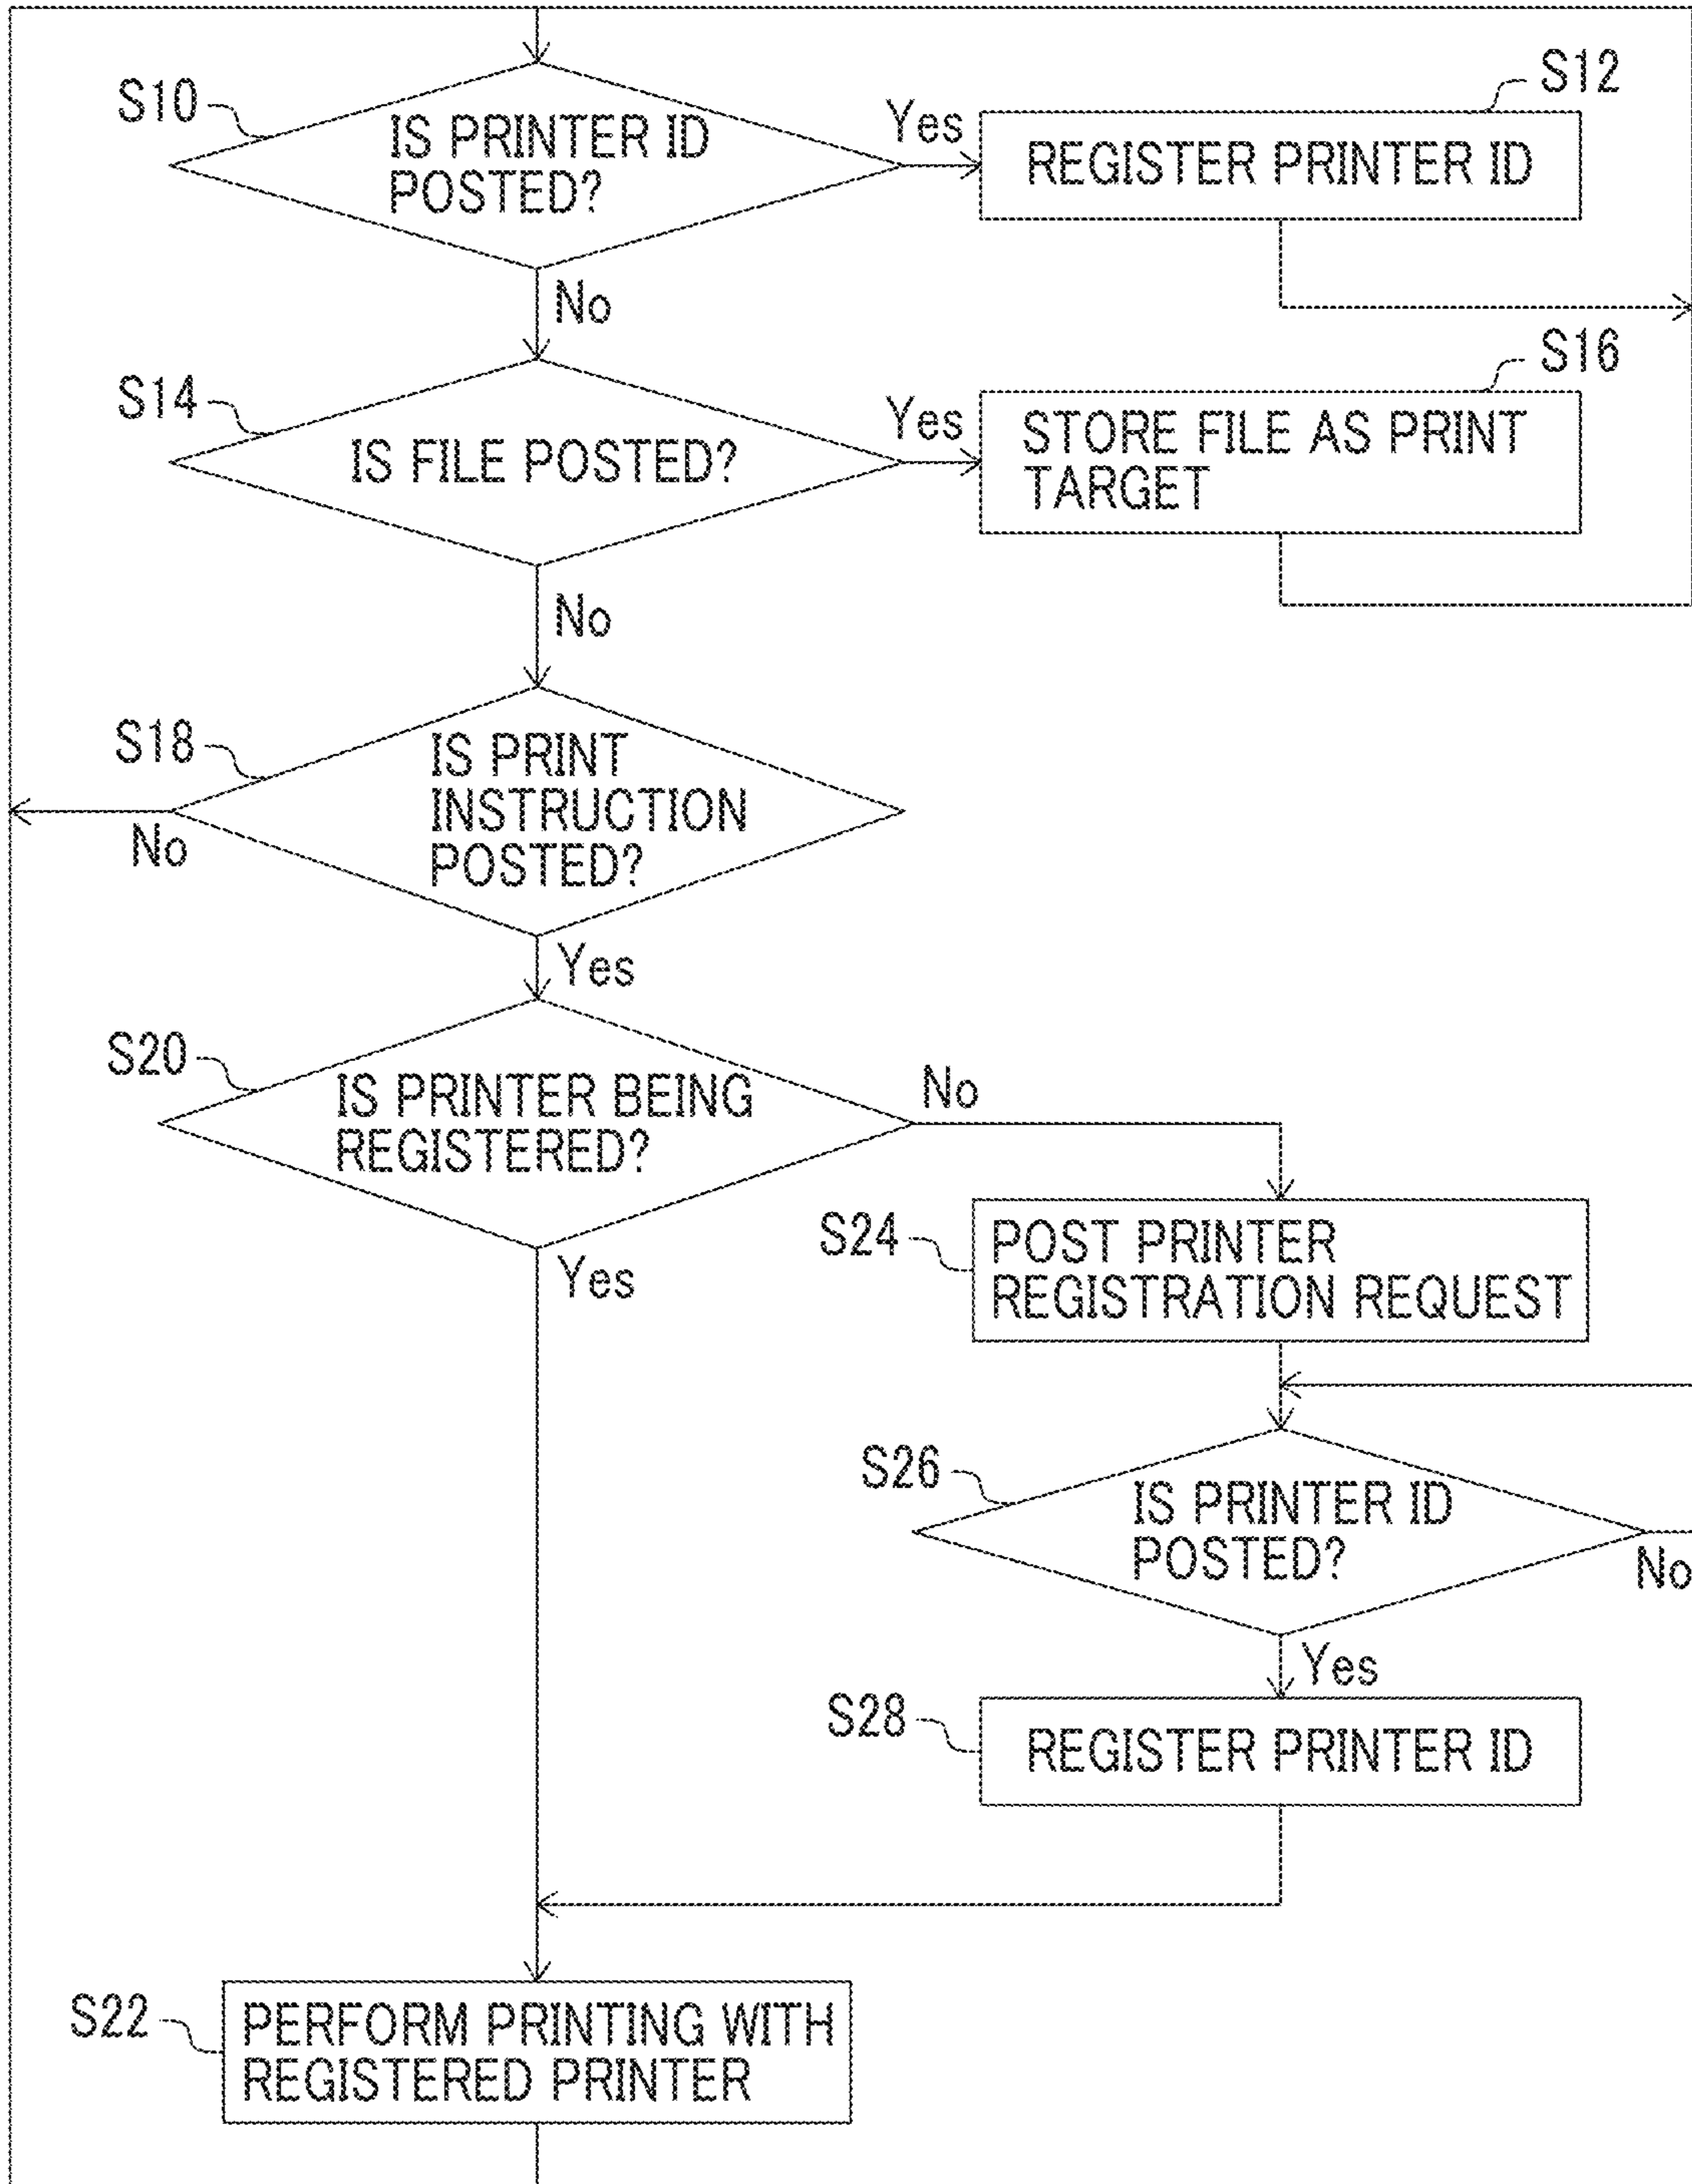 S10
IS PRINTER ID
POSTED?
Yes
S12
REGISTER PRINTER ID
No
S14
IS FILE POSTED?
Yes
S16
STORE FILE AS PRINT
TARGET
No
S18
IS PRINT
INSTRUCTION
POSTED?
No
Yes
S20
IS PRINTER BEING
REGISTERED?
No
Yes
S24
POST PRINTER
REGISTRATION REQUEST
S26
IS PRINTER ID
POSTED?
No
Yes
S28
REGISTER PRINTER ID
S22
PERFORM PRINTING WITH
REGISTERED PRINTER